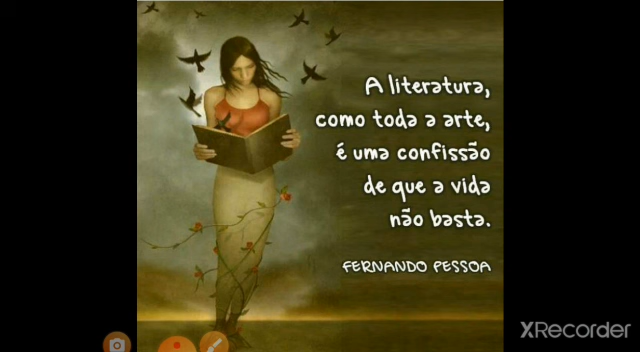 A literatura,
como toda a arte,
é uma confissão
de que a vida
não basta.
FERNANDO PESSOA
XRecorder